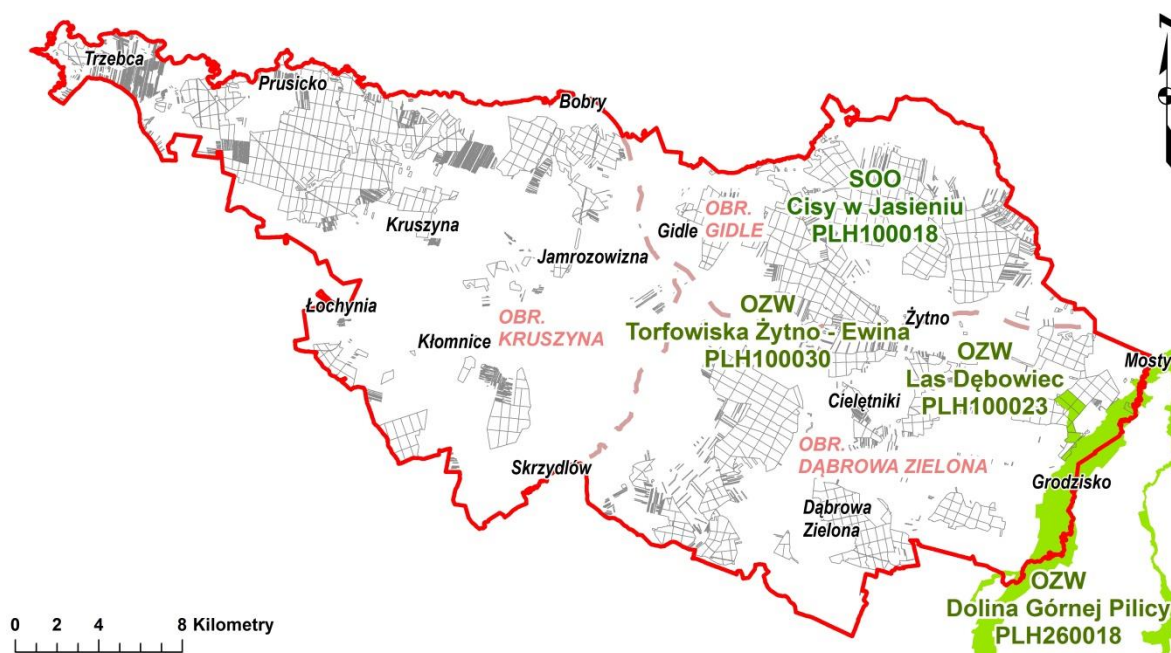 Trzebca
Prusicko
Bobry
SOO
Cisy w Jasieniu
PLH100018
OBR.
GIDLE
Gidle
Kruszyna
Jamrozowizna
Łochynia
Kłomnice
OBR.
KRUSZYNA
OZW
Torfowiska Żytno - Ewina
PLH100030
Żytno
OZW
Las Dębowiec
PLH100023
Mosty
Cielętniki
OBR.
DĄBROWA ZIELONA
Skrzydlów
Grodzisko
Dąbrowa
Zielona
OZW
Dolina Górnej Pilicy
PLH260018
0 2 4 8 Kilometry
N